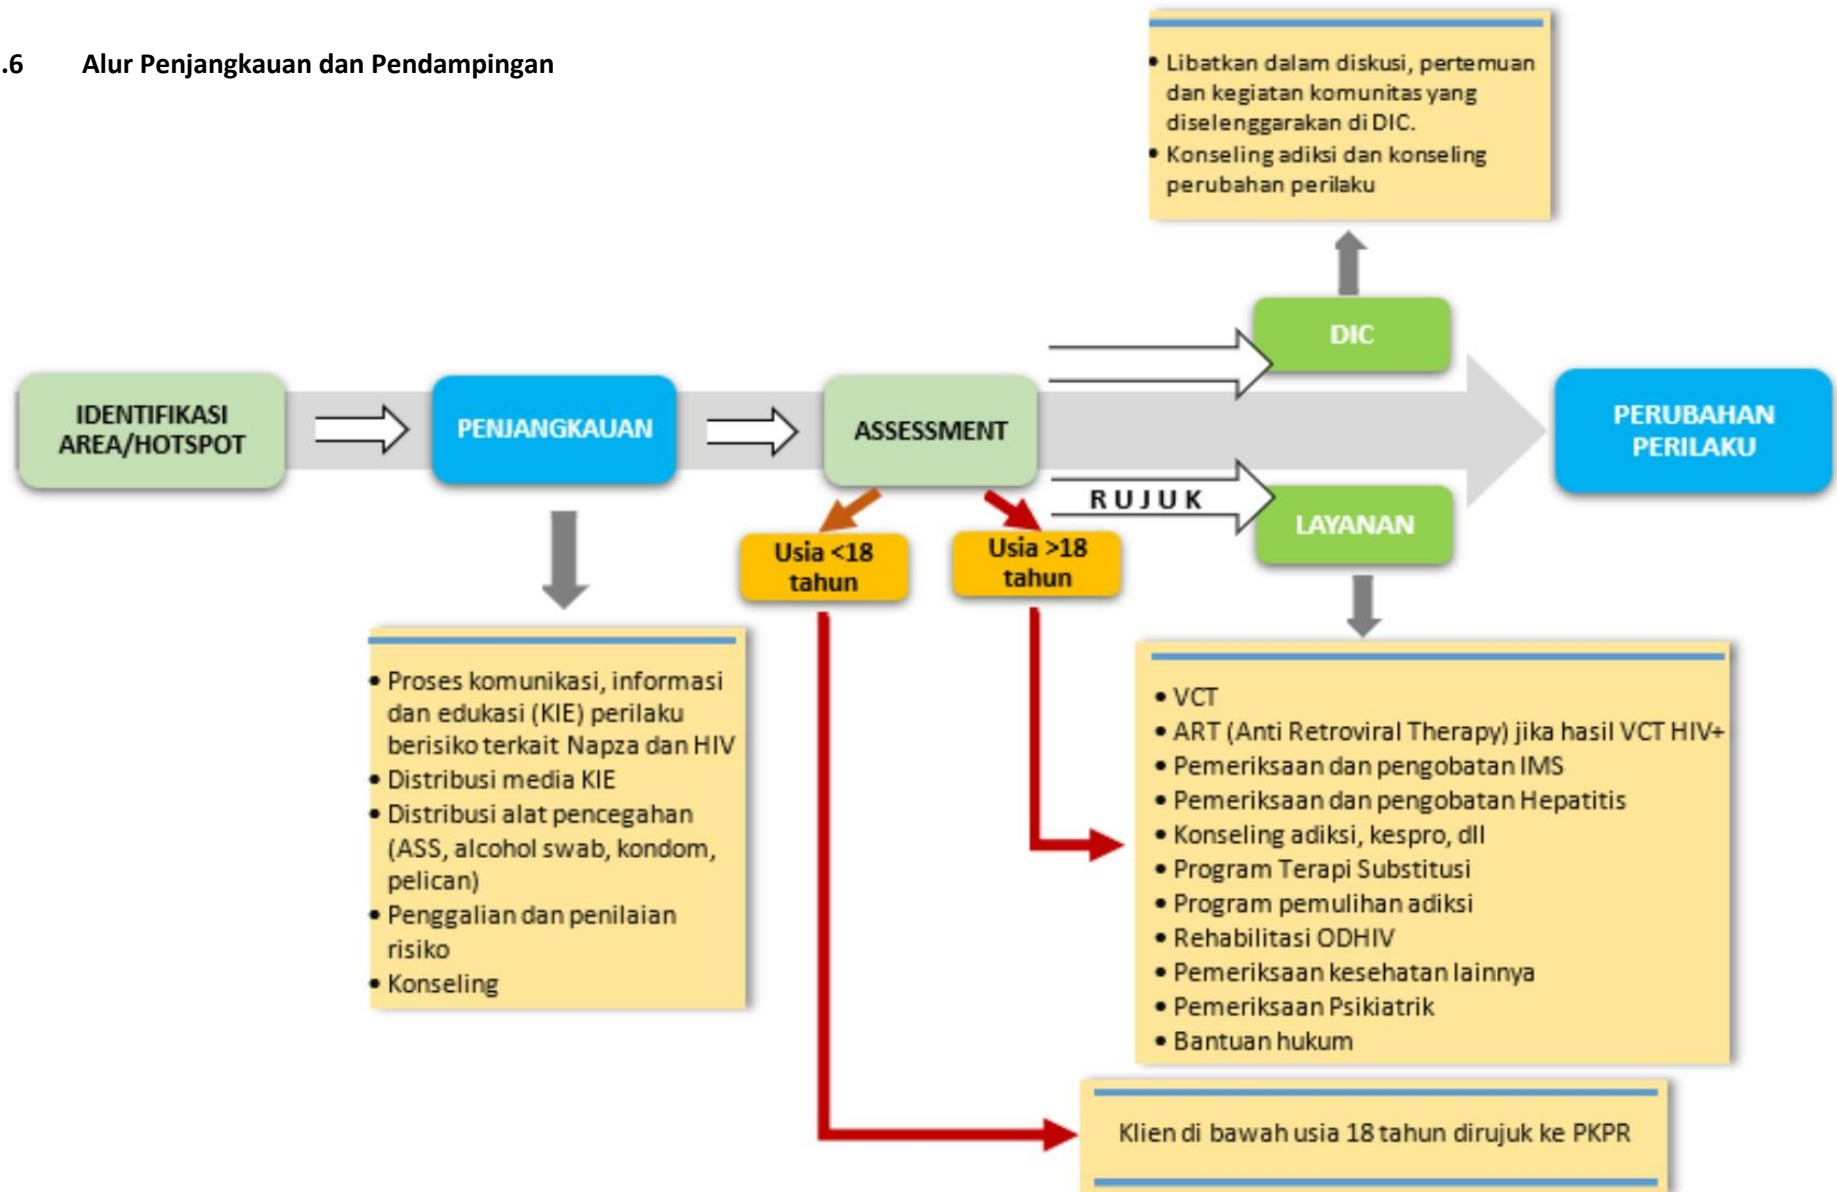 .6 Alur Penjangkauan dan Pendampingan
• Libatkan dalam diskusi, pertemuan
dan kegiatan komunitas yang
diselenggarakan di DIC.
• Konseling adiksi dan konseling
perubahan perilaku
DIC
IDENTIFIKASI
AREA/HOTSPOT
PENJANGKAUAN
ASSESSMENT
PERUBAHAN
PERILAKU
RUJUK
LAYANAN
Usia <18
tahun
Usia >18
tahun
• Proses komunikasi, informasi
dan edukasi (KIE) perilaku
berisiko terkait Napza dan HIV
• Distribusi media KIE
• Distribusi alat pencegahan
(ASS, alcohol swab, kondom,
pelican)
• Penggalian dan penilaian
risiko
• Konseling
• VCT
• ART (Anti Retroviral Therapy) jika hasil VCT HIV+
• Pemeriksaan dan pengobatan IMS
• Pemeriksaan dan pengobatan Hepatitis
• Konseling adiksi, kespro, dll
• Program Terapi Substitusi
• Program pemulihan adiksi
• Rehabilitasi ODHIV
• Pemeriksaan kesehatan lainnya
• Pemeriksaan Psikiatrik
• Bantuan hukum
Klien di bawah usia 18 tahun dirujuk ke PKPR